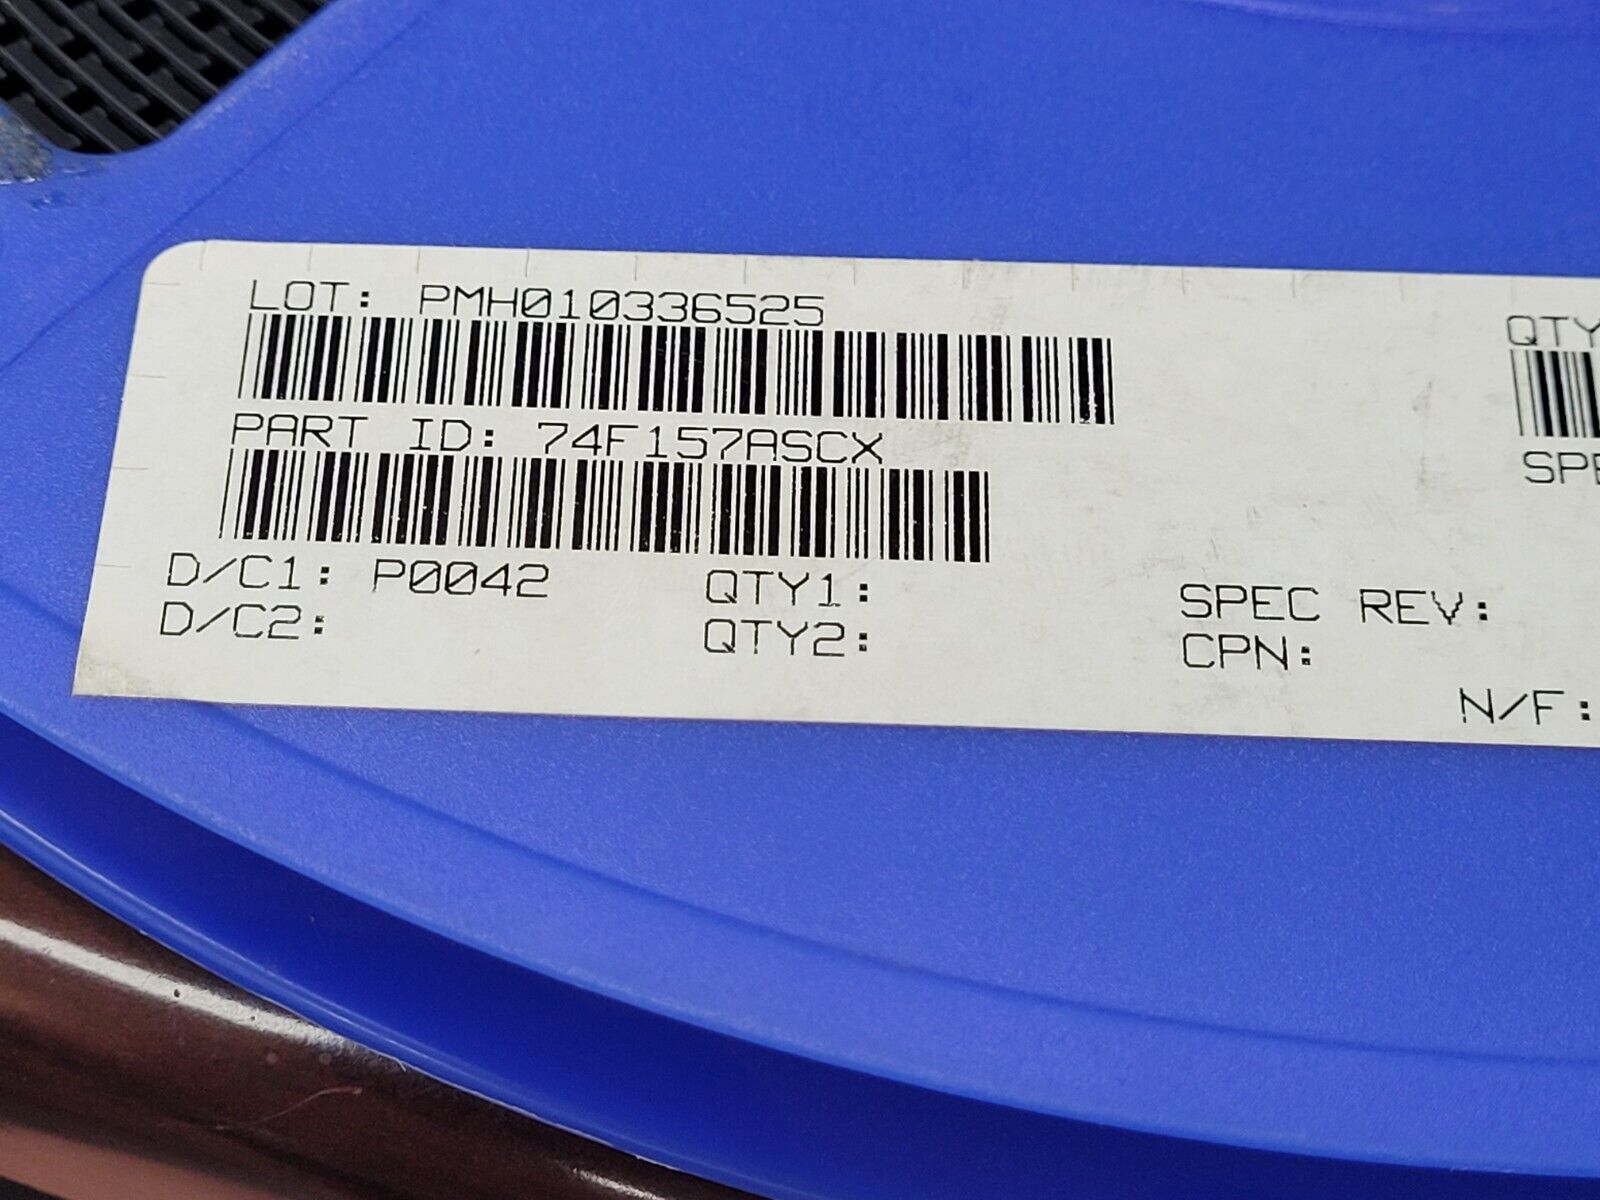 LOT: PMH010336525
QTY
PART ID: 74F157ASCX
SPE
D/C1: P0042 QTY1: SPEC REV:
D/C2: QTY2: CPN:
N/F: